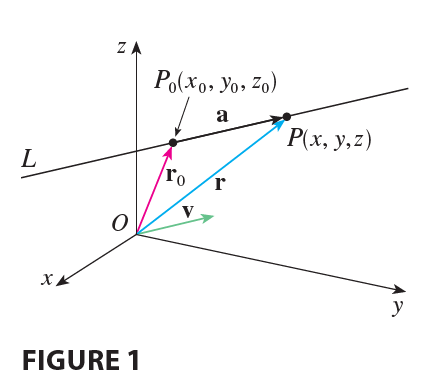 z
P₀(x₀, y₀, z₀)
a
L
P(x, y, z)
r₀
r
v
O
x
y
FIGURE 1